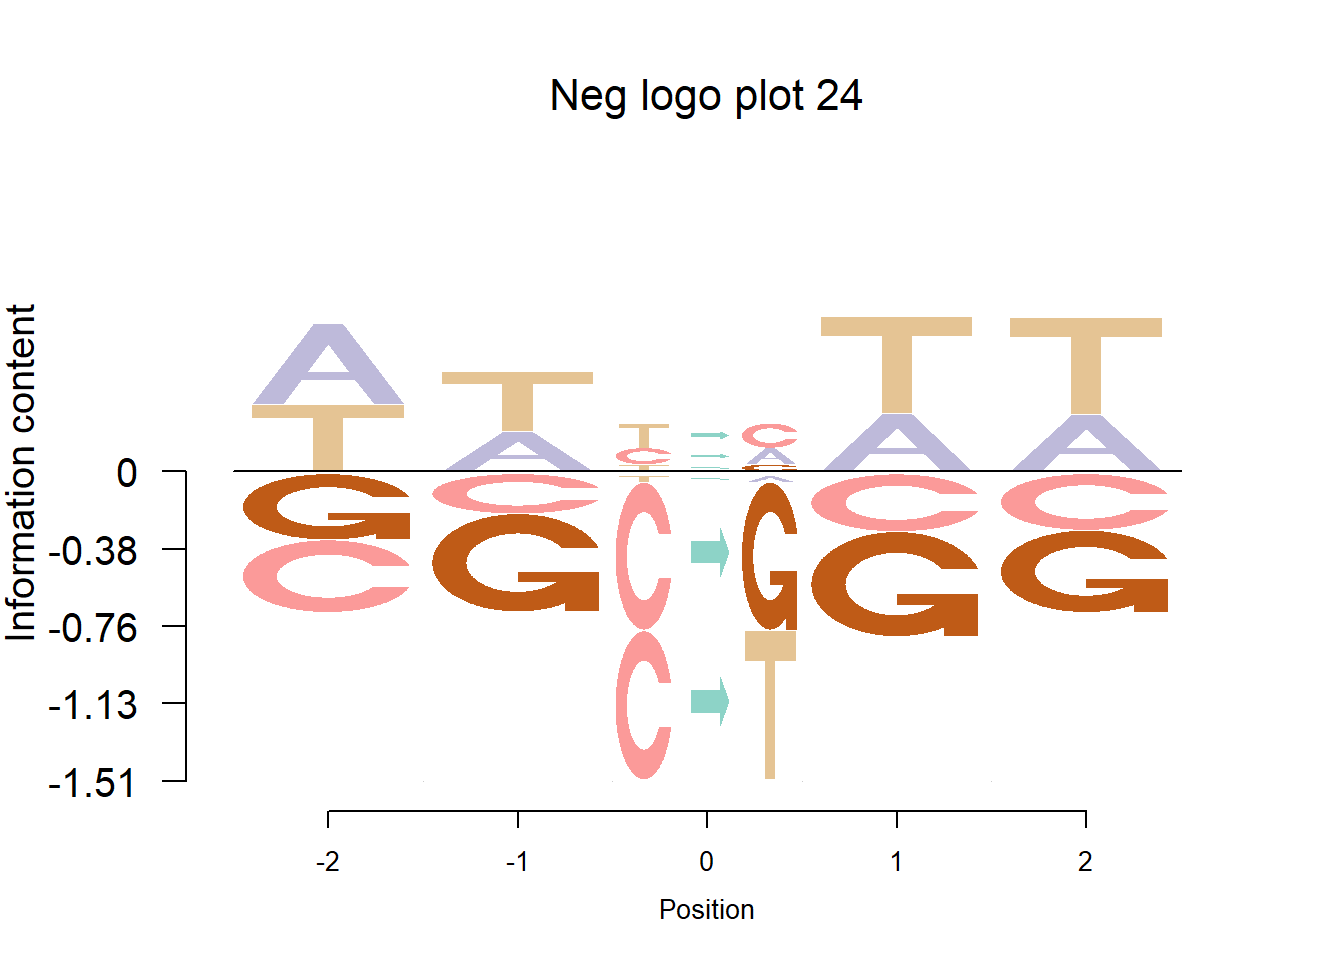 Neg logo plot 24
Information content
0
-0.38
-0.76
-1.13
-1.51
A T T C T T
T A C A A A
T A
G C C G C C
C G G G
C T
-2 -1 0 1 2
Position